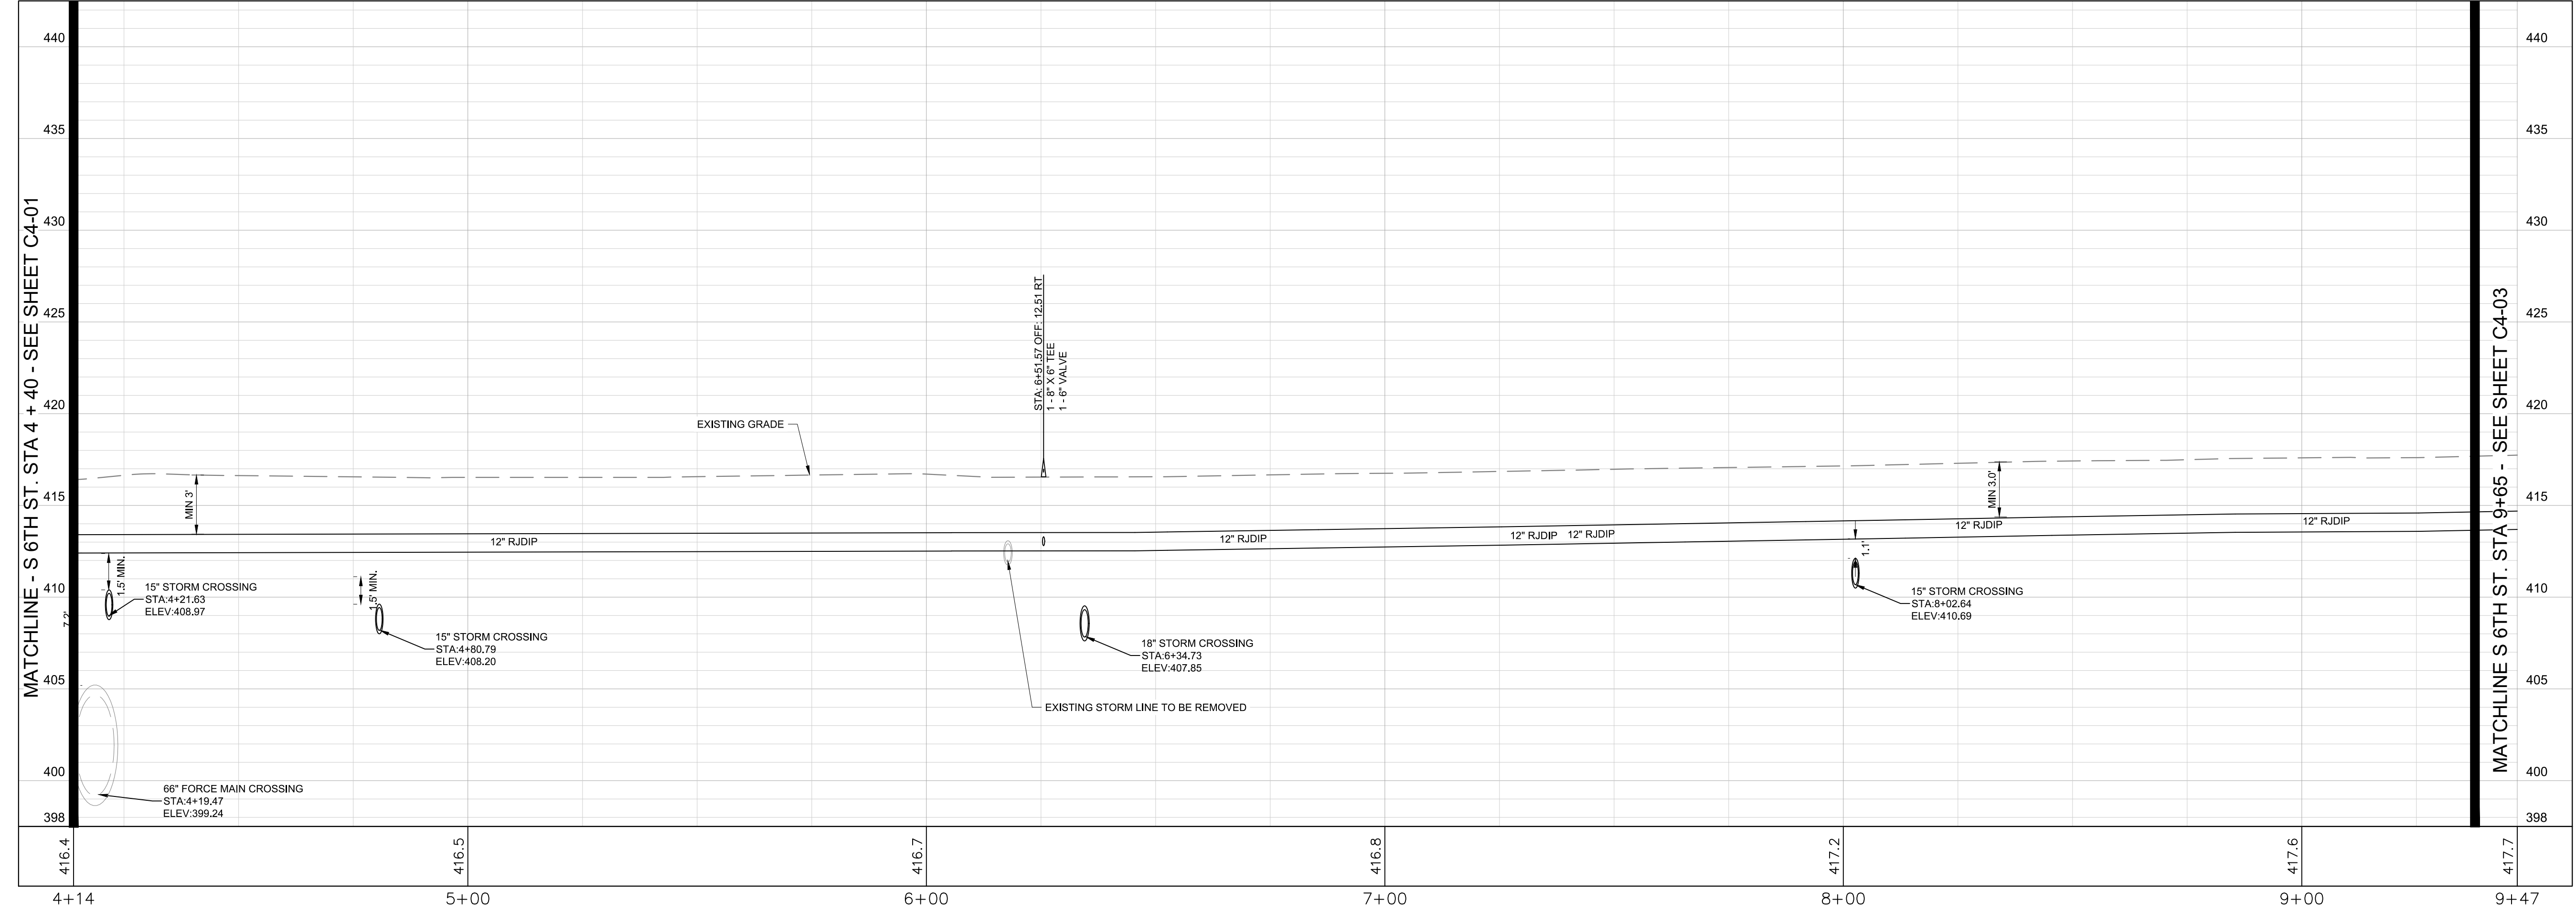 440
435
430
425
420
415
410
405
400
398
MATCHLINE - S 6TH ST. STA 4 + 40 - SEE SHEET C4-01
EXISTING GRADE
STA: 6+51.57 OFF: 12.51 RT
1 - 8" X 6" TEE
1 - 6" VALVE
MIN 3'
MIN 3.0'
12" RJDIP
12" RJDIP
12" RJDIP
12" RJDIP
12" RJDIP
12" RJDIP
1.5' MIN.
15" STORM CROSSING
STA:4+21.63
ELEV:408.97
7.2'
1.5' MIN.
15" STORM CROSSING
STA:4+80.79
ELEV:408.20
18" STORM CROSSING
STA:6+34.73
ELEV:407.85
1.1'
15" STORM CROSSING
STA:8+02.64
ELEV:410.69
EXISTING STORM LINE TO BE REMOVED
66" FORCE MAIN CROSSING
STA:4+19.47
ELEV:399.24
440
435
430
425
420
415
410
405
400
398
MATCHLINE S 6TH ST. STA 9+65 - SEE SHEET C4-03
416.4
416.5
416.7
416.8
417.2
417.6
417.7
4+14
5+00
6+00
7+00
8+00
9+00
9+47